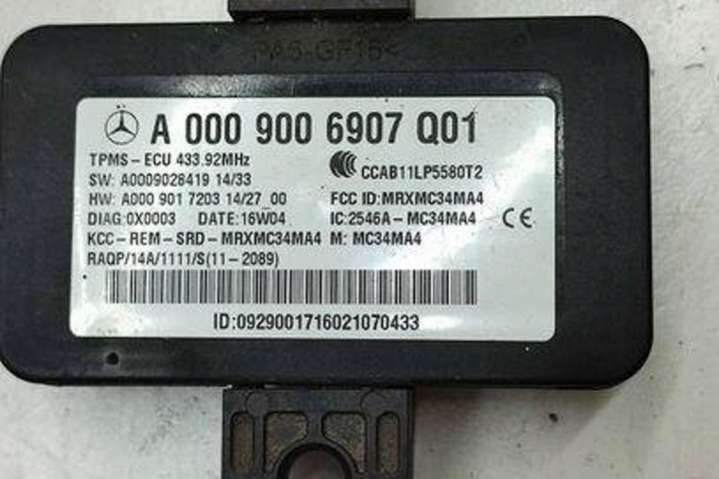 PA6-GF15<
A 000 900 6907 Q01
TPMS-ECU 433.92MHz
CCAB11LP5580T2
SW: A0009028419 14/33
HW: A000 901 7203 14/27_00 FCC ID:MRXMC34MA4
DIAG:0X0003 DATE:16W04 IC:2546A-MC34MA4 CE
KCC-REM-SRD-MRXMC34MA4 M: MC34MA4
RAQP/14A/1111/S(11-2089)
ID:0929001716021070433